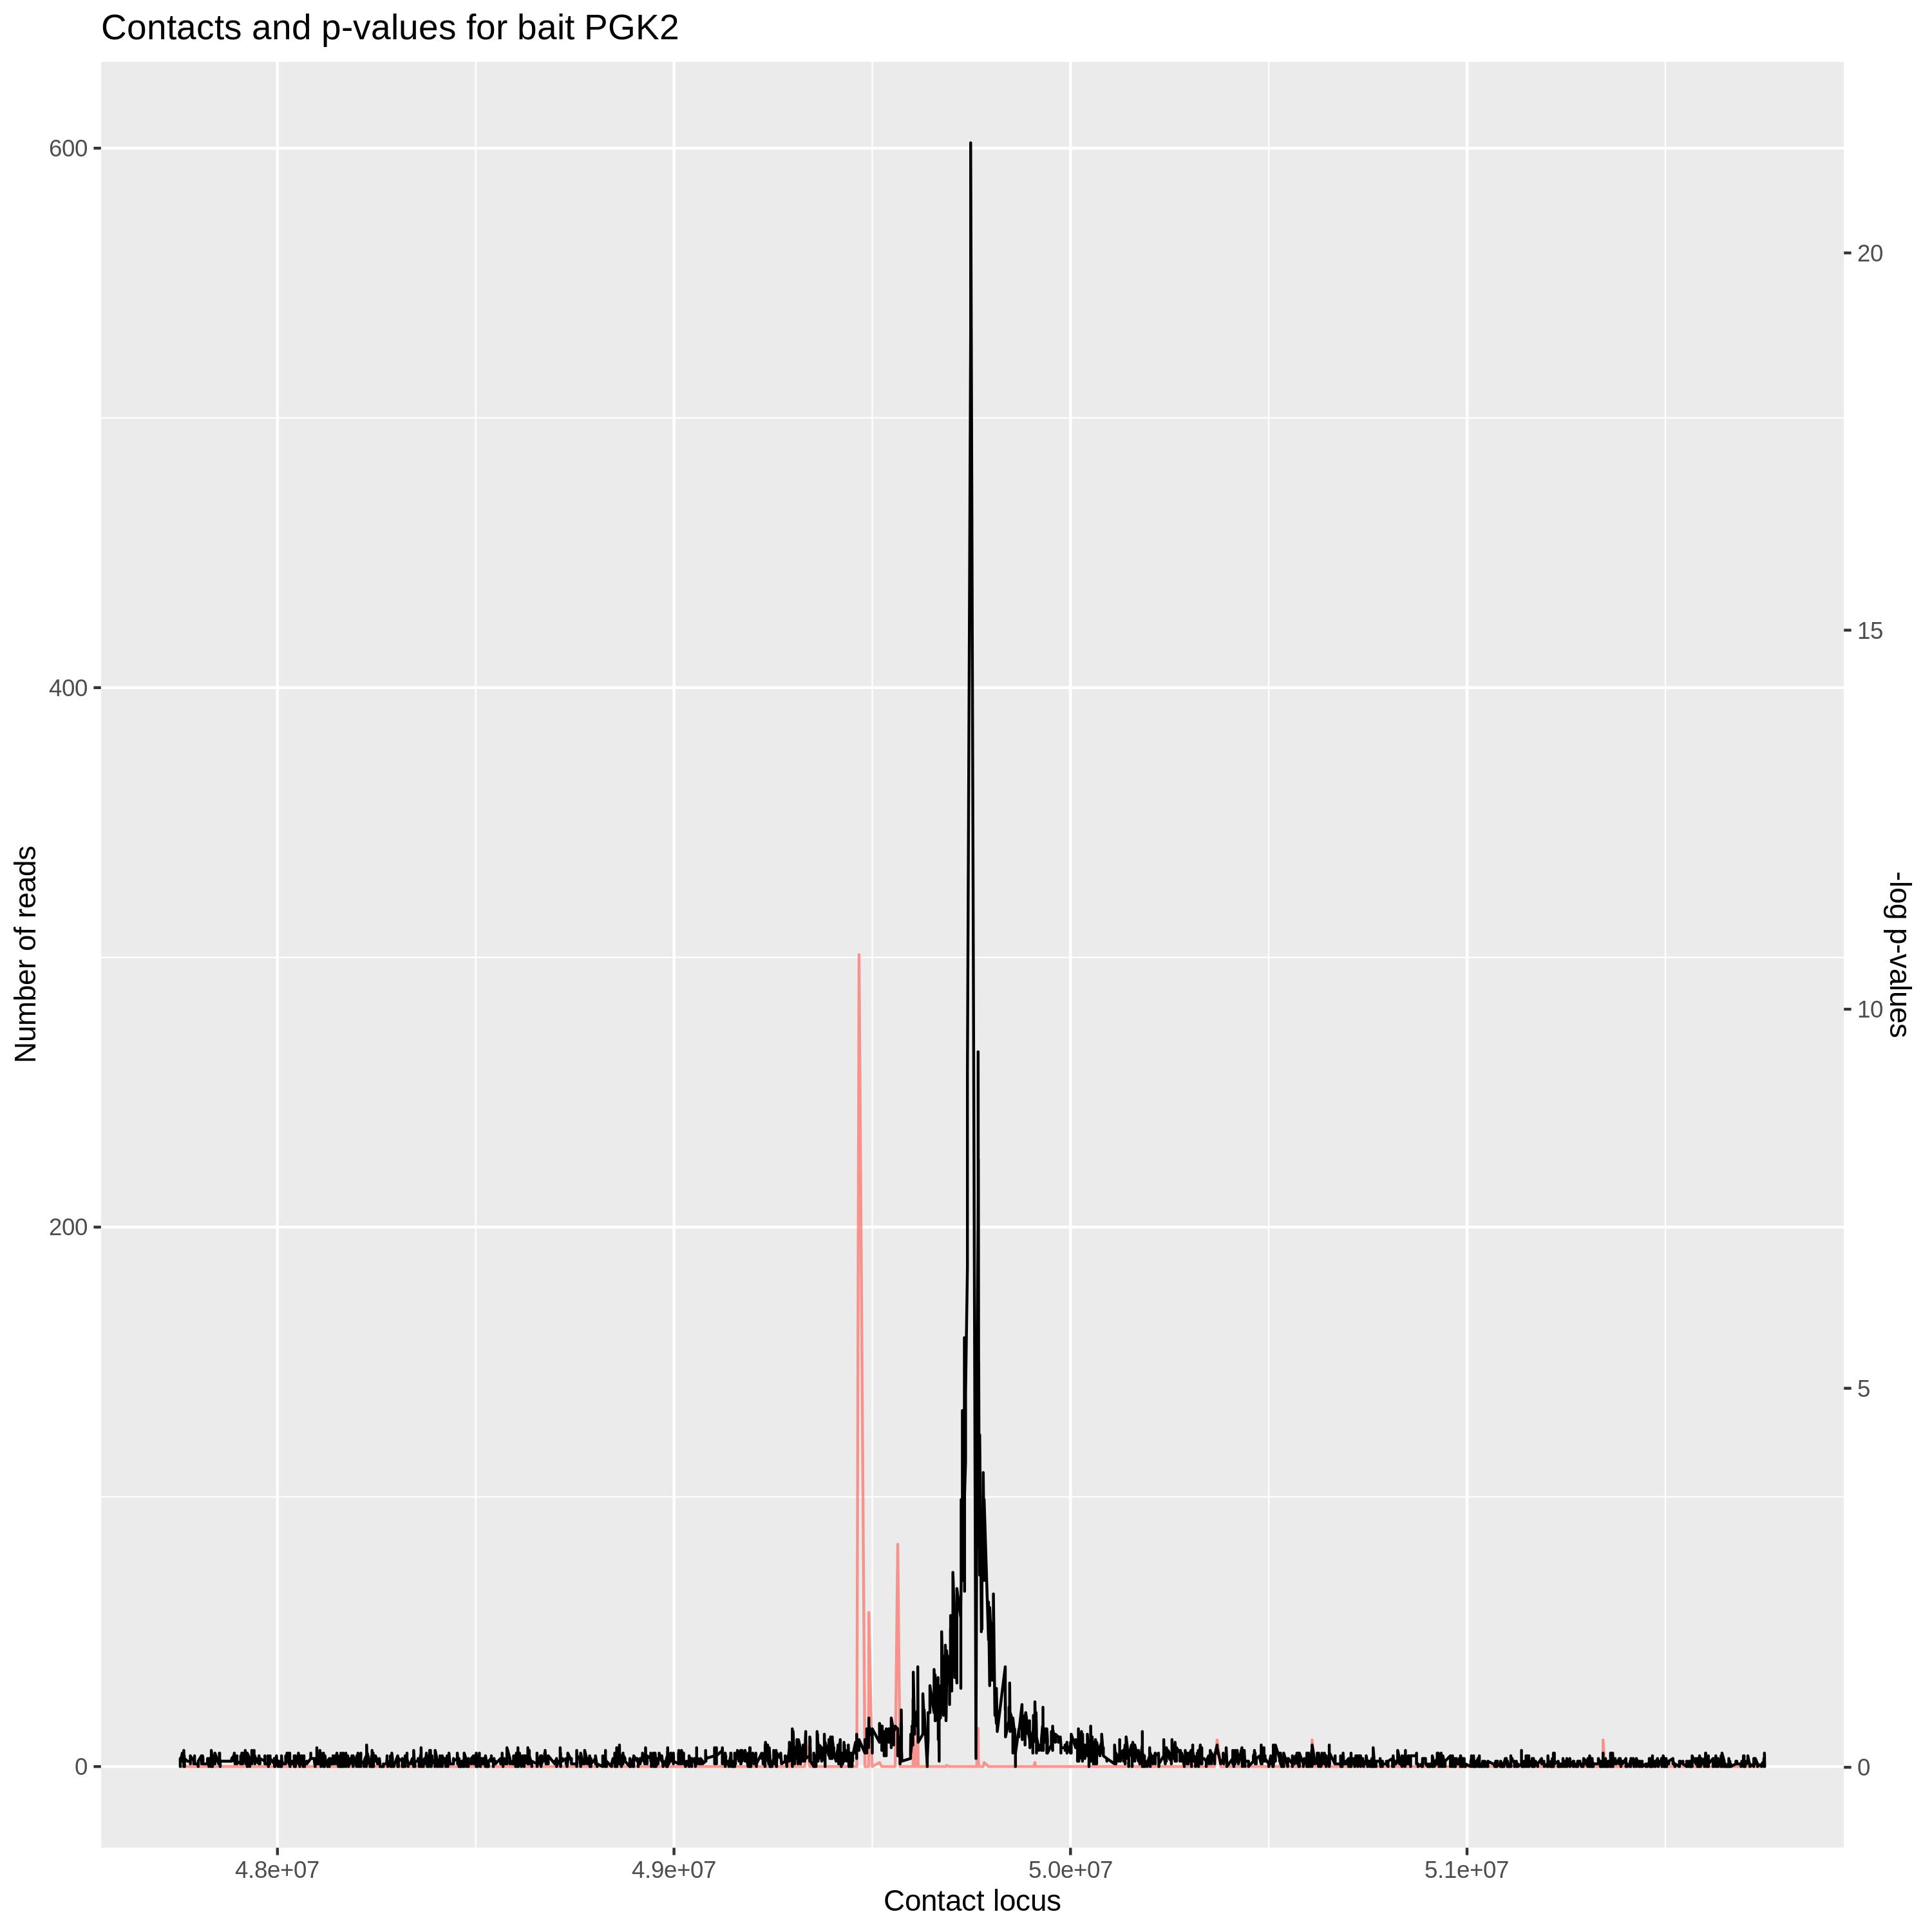 Contacts and p-values for bait PGK2
600
400
200
0
Number of reads
20
15
10
5
0
-log p-values
4.8e+07
4.9e+07
5.0e+07
5.1e+07
Contact locus